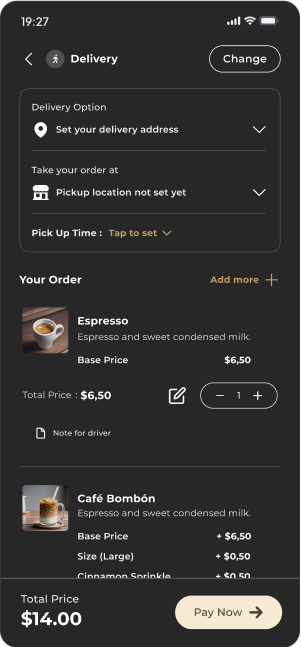 19:27
Delivery
Change
Delivery Option
Set your delivery address
Take your order at
Pickup location not set yet
Pick Up Time : Tap to set
Your Order
Add more
Espresso
Espresso and sweet condensed milk.
Base Price $6,50
Total Price : $6,50
1
Note for driver
Café Bombón
Espresso and sweet condensed milk.
Base Price + $6,50
Size (Large) + $0,50
Cinnamon Sprinkle + $0,50
Total Price
$14.00
Pay Now